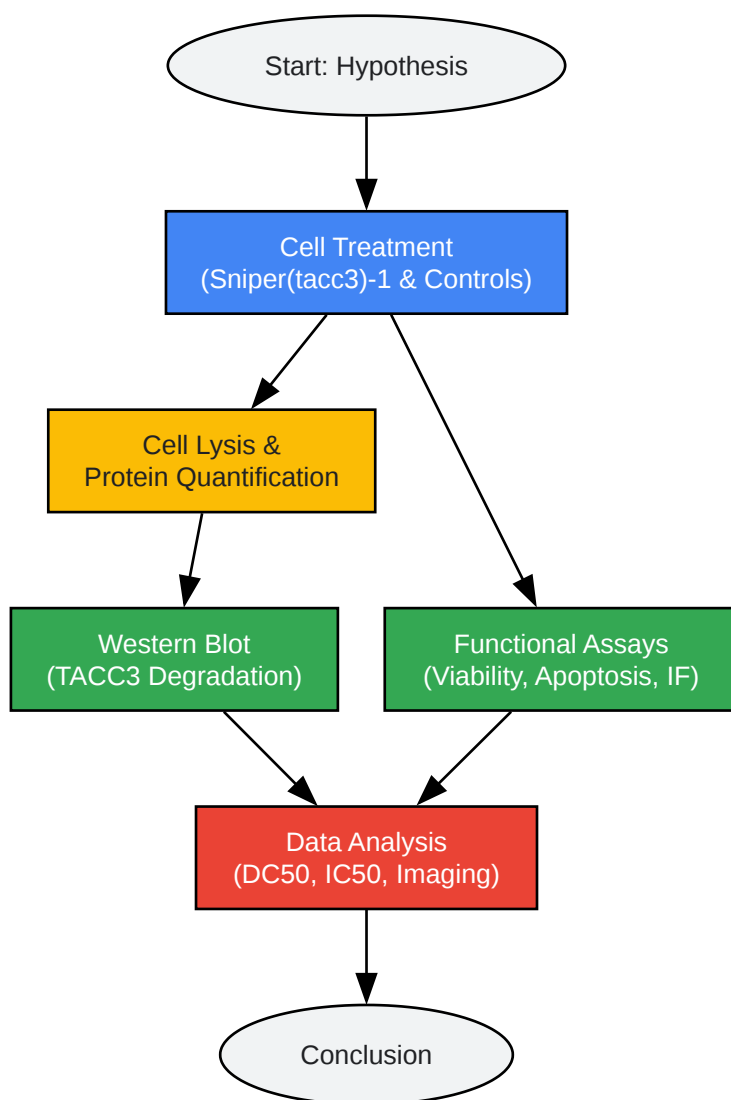 Start: Hypothesis
Cell Treatment
(Sniper(tacc3)-1 & Controls)
Cell Lysis &
Protein Quantification
Western Blot
(TACC3 Degradation)
Functional Assays
(Viability, Apoptosis, IF)
Data Analysis
(DC50, IC50, Imaging)
Conclusion